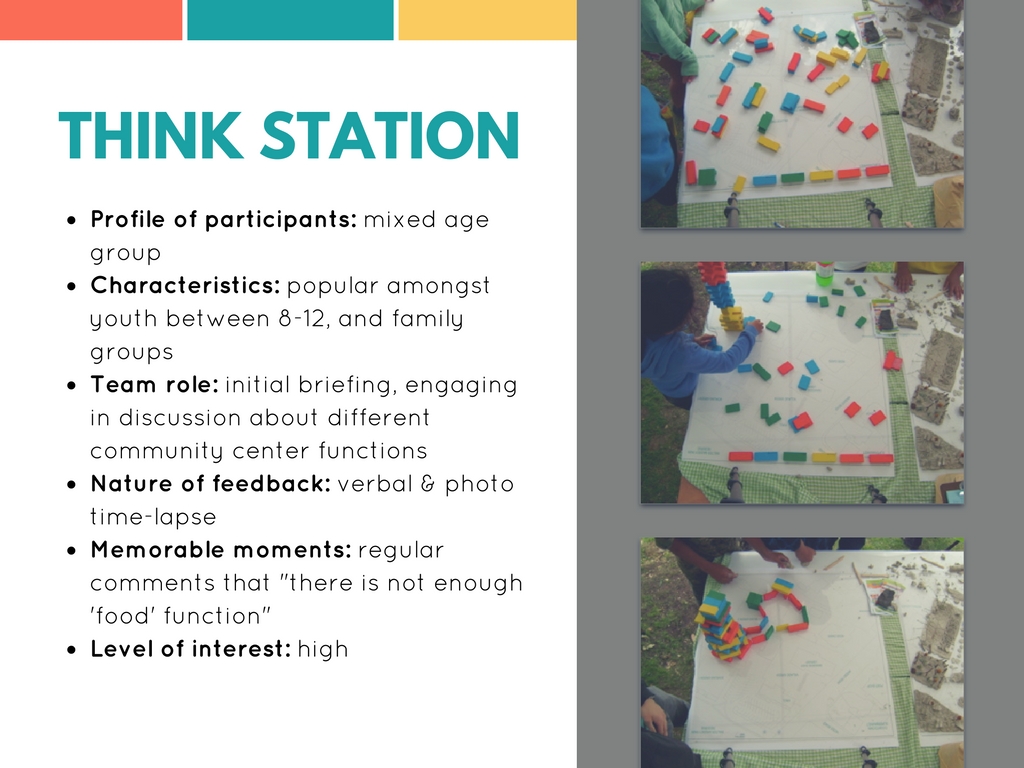 THINK STATION
Profile of participants: mixed age
group
Characteristics: popular amongst
youth between 8-12, and family
groups
Team role: initial briefing, engaging
in discussion about different
community center functions
Nature of feedback: verbal & photo
time-lapse
Memorable moments: regular
comments that "there is not enough
'food' function"
Level of interest: high